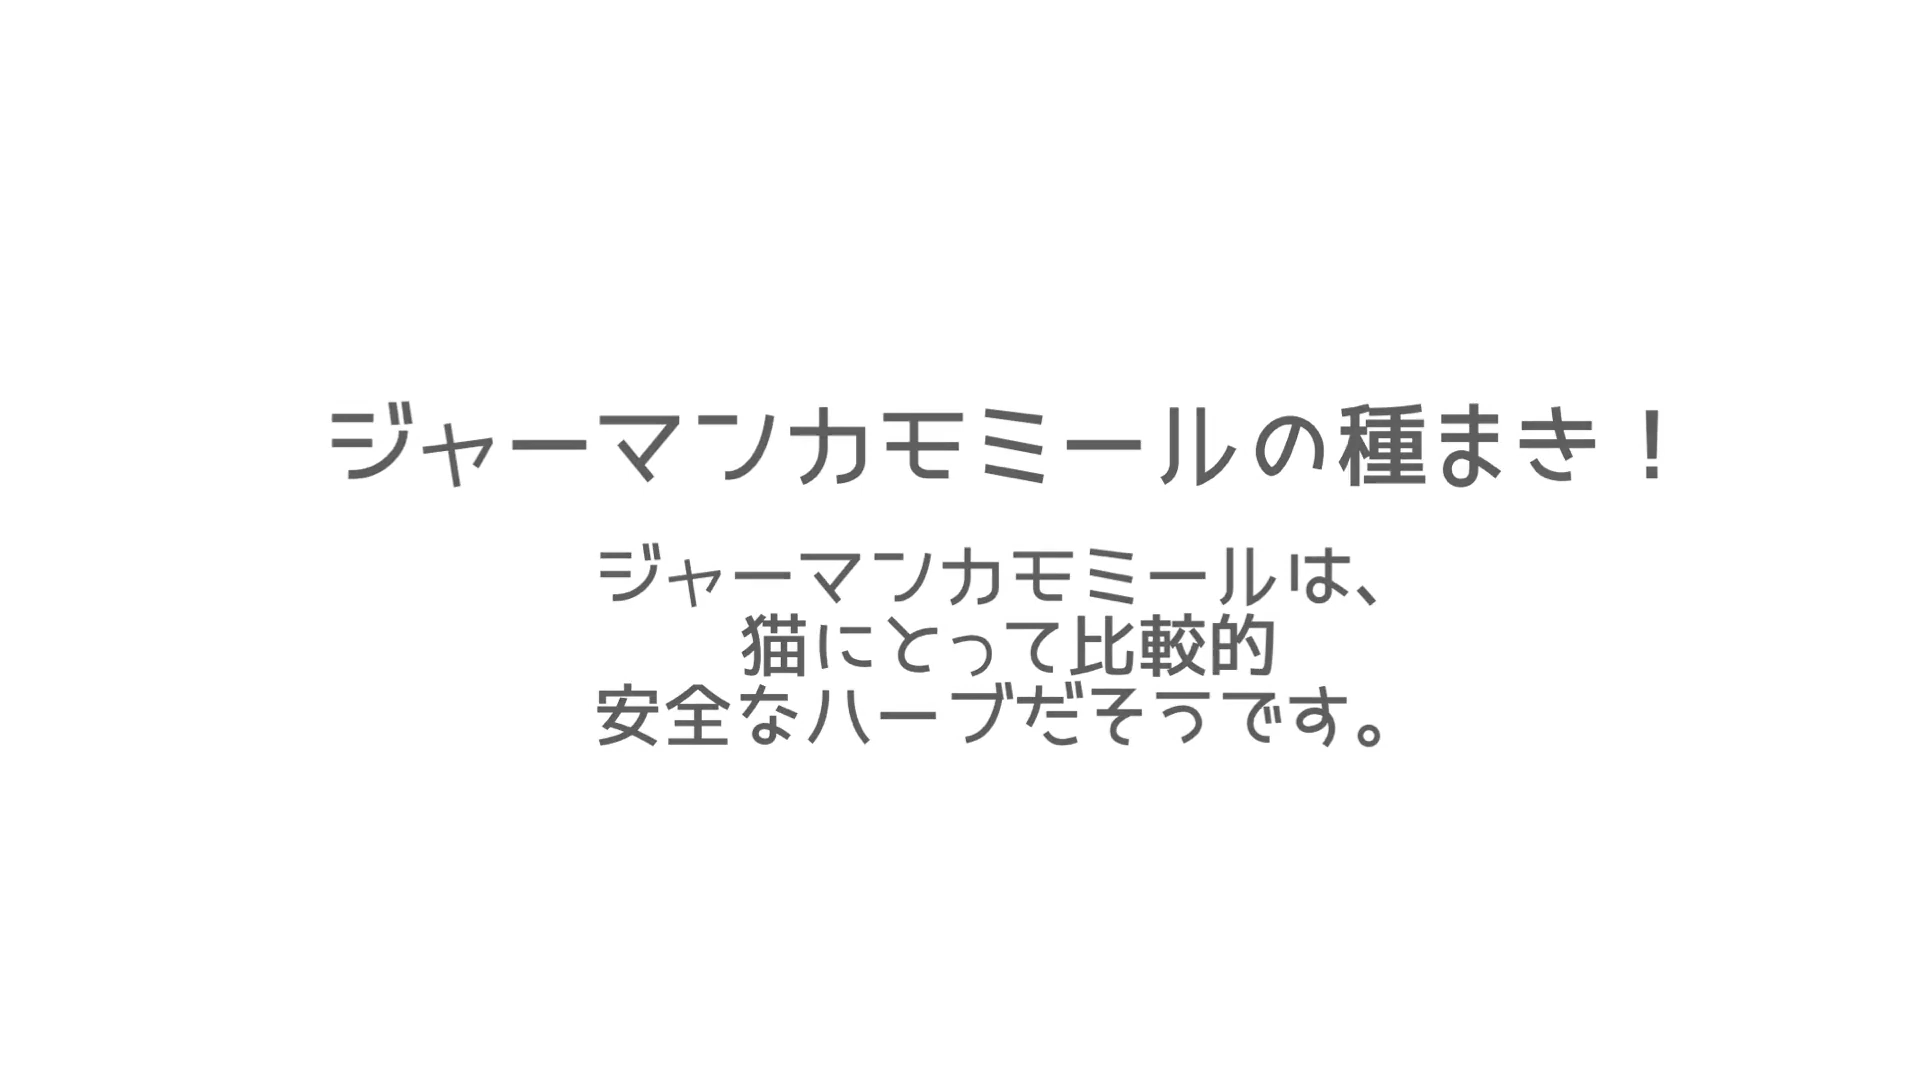 ジャーマンカモミールの種まき！
ジャーマンカモミールは、
猫にとって比較的
安全なハーブだそうです。